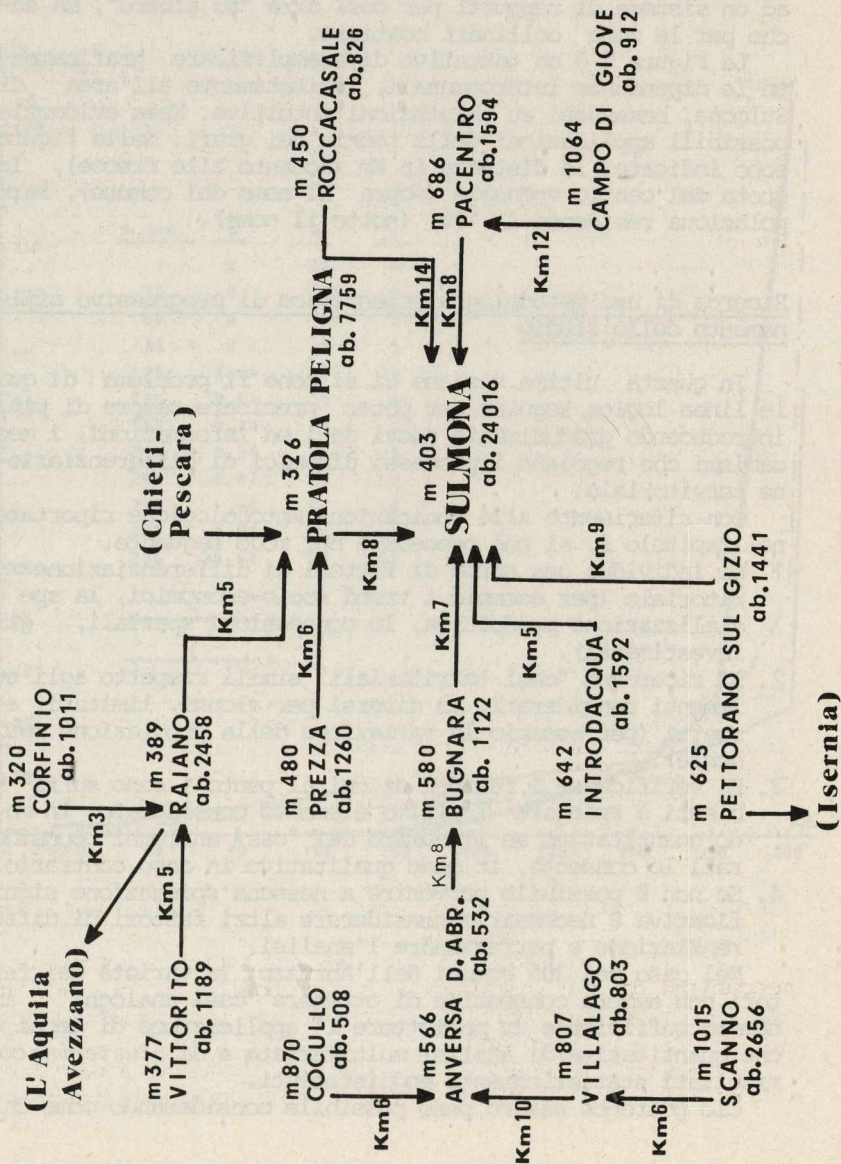 (L'Aquila
Avezzano)
m 320
CORFINIO
ab. 1011
(Chieti-
Pescara)
Km3
m 377
VITORITO
ab. 1189
Km5
m 389
RAIANO
ab. 2458
Km5
m 326
PRATOLA PELIGNA
ab. 7759
m 450
ROCCACASALE
ab. 826
m 870
COCULLO
ab. 508
m 480
PREZZA
ab. 1260
Km6
Km8
Km14
m 686
PACENTRO
ab. 1594
Km8
Km6
m 566
ANVERSA D. ABR.
ab. 532
Km8
m 580
BUGNARA
ab. 1122
Km7
m 403
SULMONA
ab. 24016
Km12
m 1064
CAMPO DI GIOVE
ab. 912
Km10
m 807
VILLALAGO
ab. 803
m 642
INTRODACQUA
ab. 1592
Km5
Km9
Km6
m 1015
SCANNO
ab. 2656
m 625
PETTORANO SUL GIZIO
ab. 1441
(Isernia)